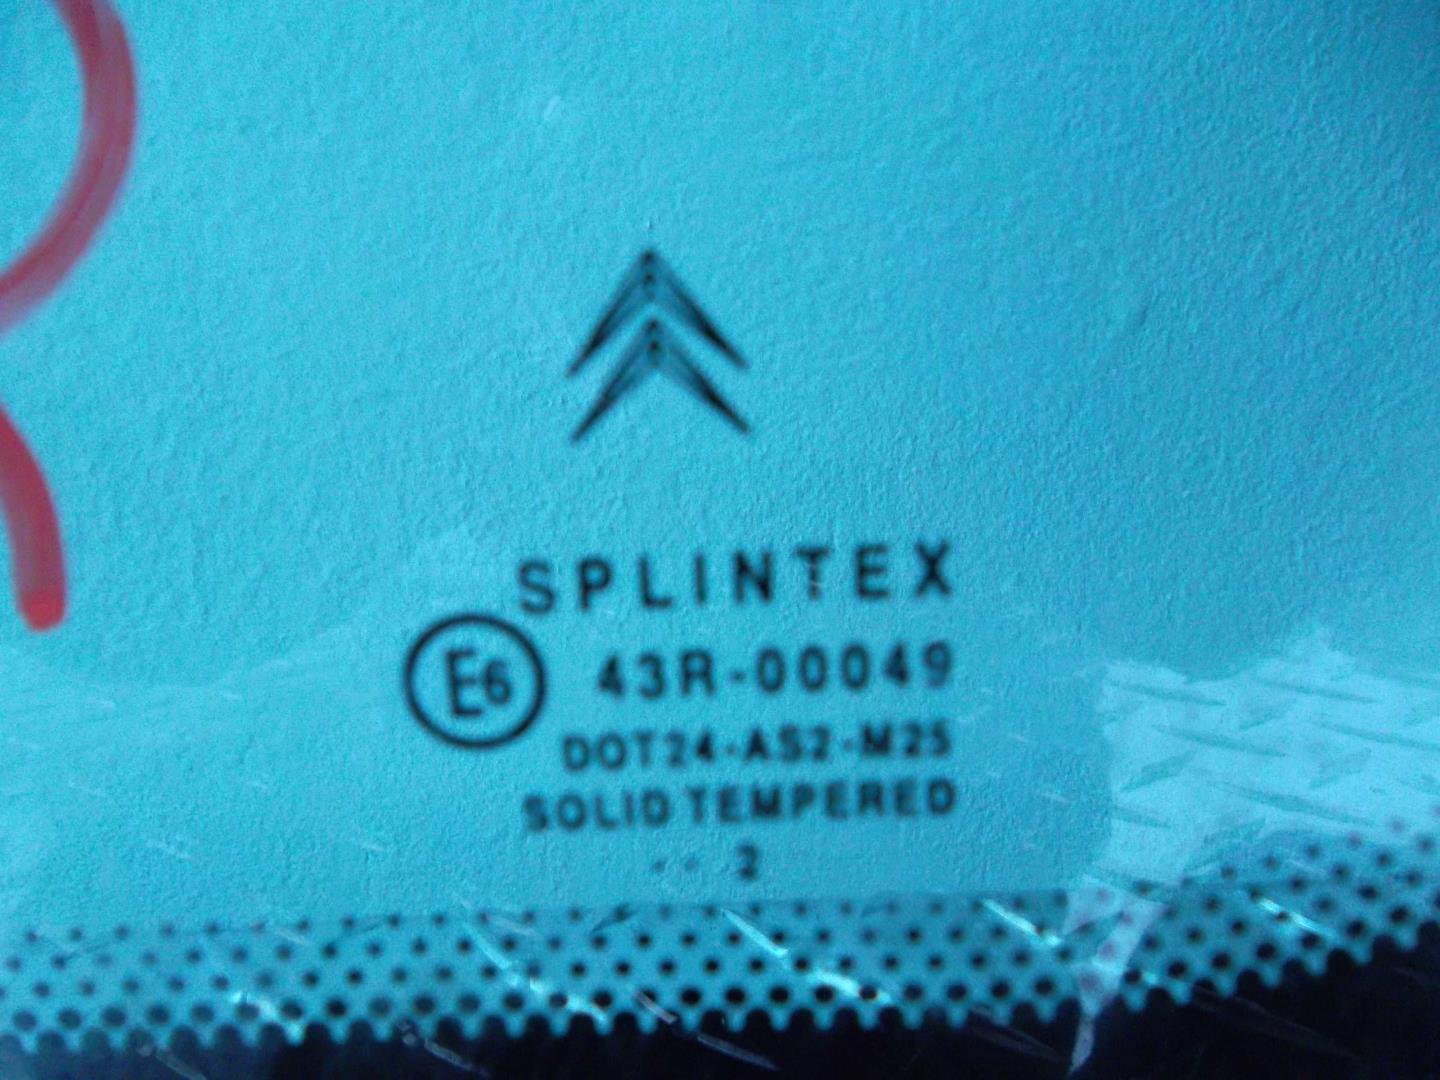 SPLINTEX
E6 43R-00049
DOT24-AS2-M25
SOLID TEMPERED
.. 2